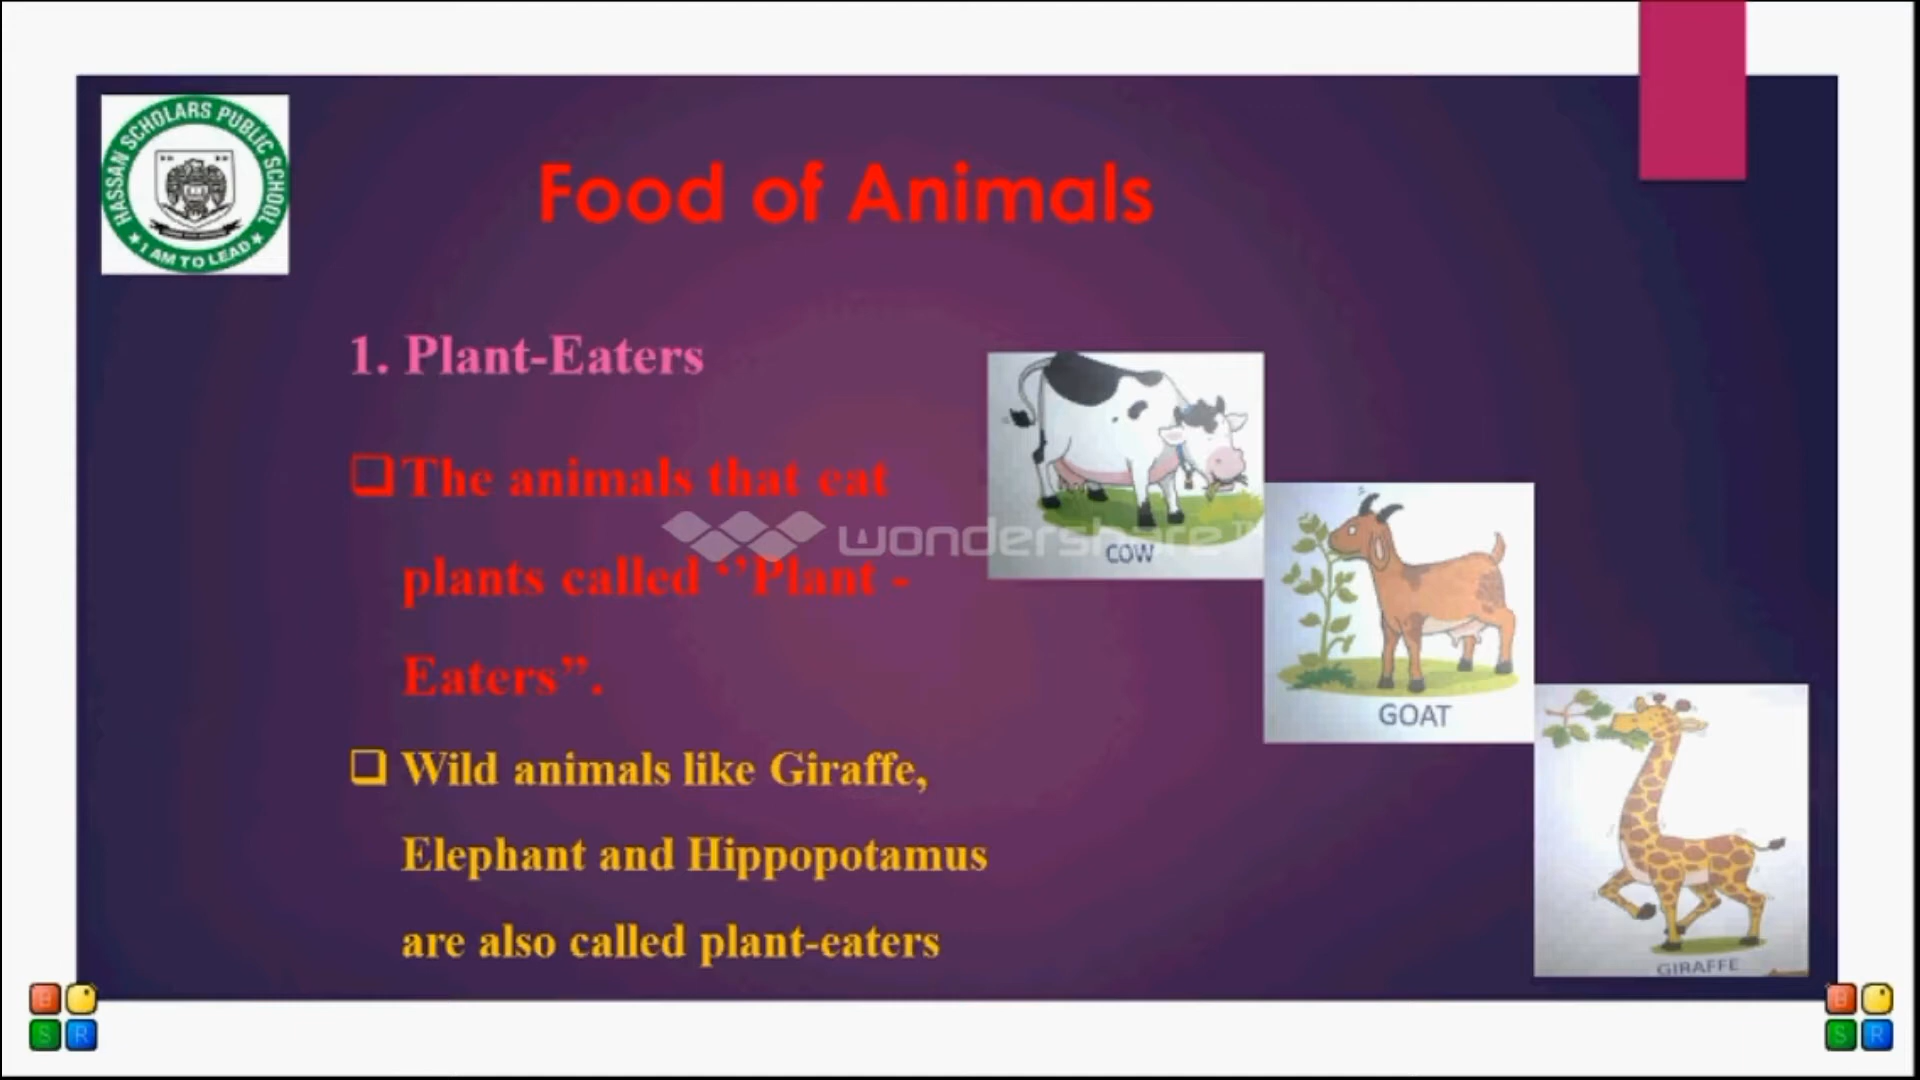 HASSAN SCHOLARS PUBLIC SCHOOL
★ I AM TO LEAD ★
Food of Animals
1. Plant-Eaters
❑ The animals that eat
plants called ‘’Plant -
Eaters”.
❑ Wild animals like Giraffe,
Elephant and Hippopotamus
are also called plant-eaters
wondershare™
COW
GOAT
GIRAFFE
B
S R
B
S R